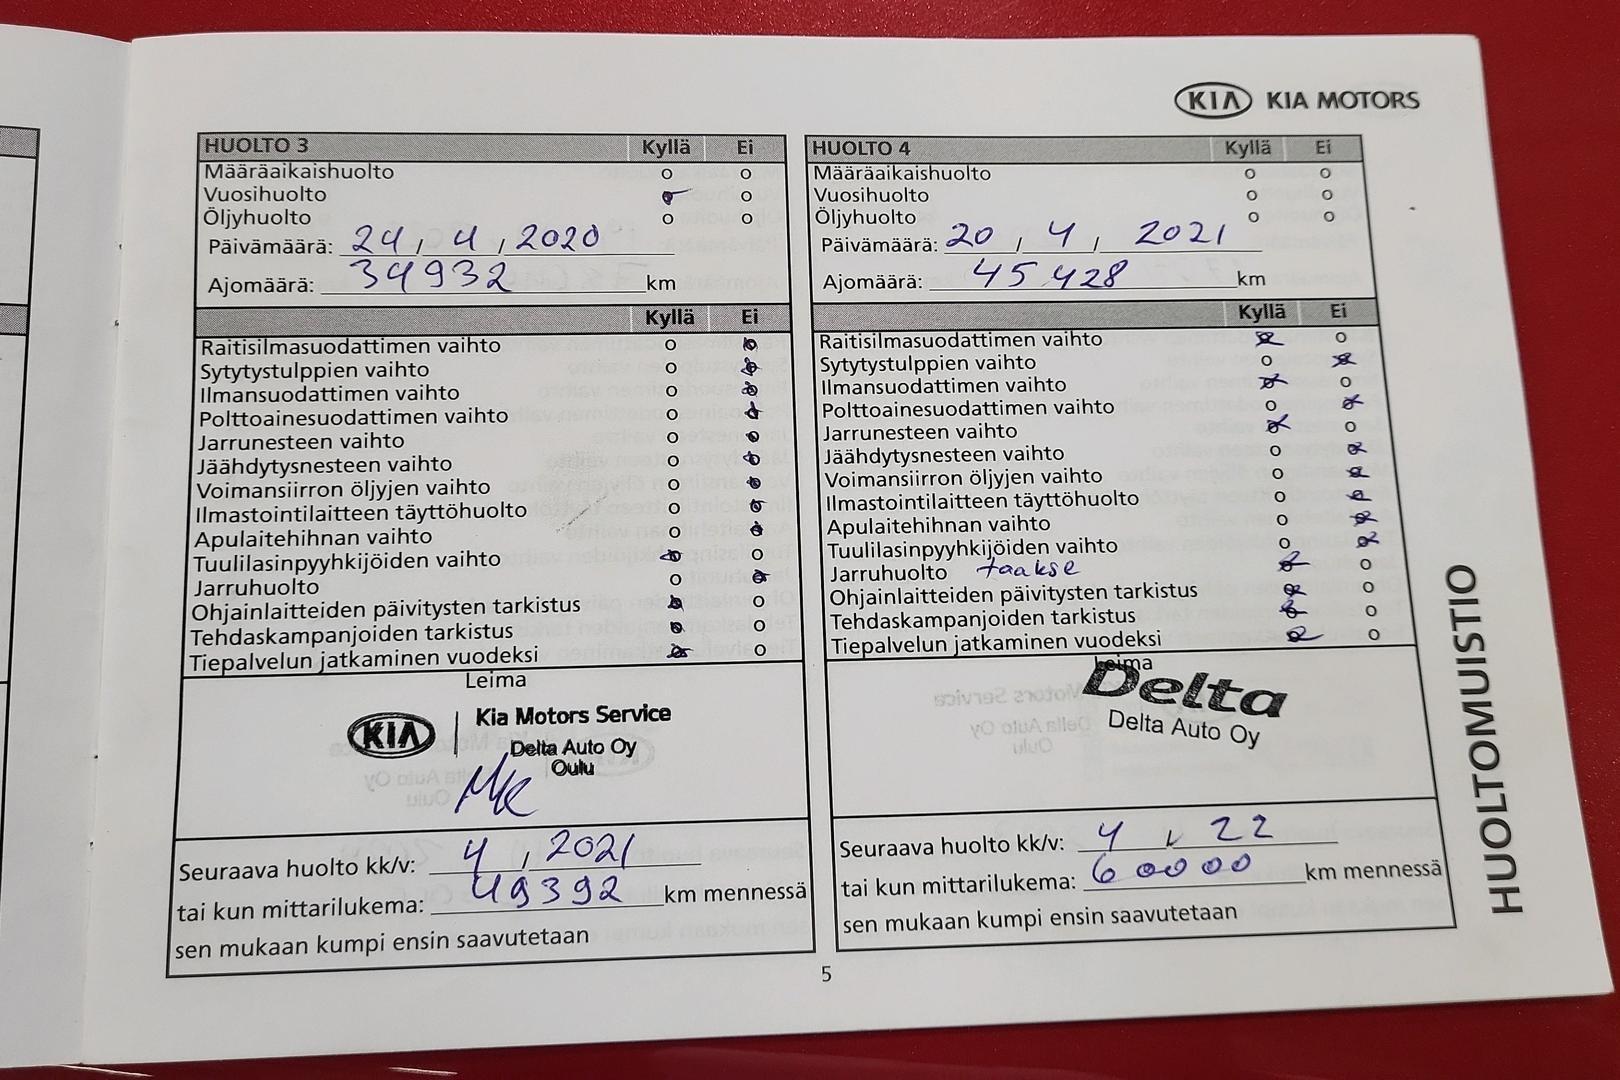 KIA KIA MOTORS
HUOLTO 3 Kyllä Ei
Määräaikaishuolto o o
Vuosihuolto o o
Öljyhuolto o o
Päivämäärä: 24 / 4 / 2020
Ajomäärä: 34932 km
Kyllä Ei
Raitisilmasuodattimen vaihto o o
Sytytystulppien vaihto o o
Ilmansuodattimen vaihto o o
Polttoainesuodattimen vaihto o o
Jarrunesteen vaihto o o
Jäähdytysnesteen vaihto o o
Voimansiirron öljyjen vaihto o o
Ilmastointilaitteen täyttöhuolto o o
Apulaitehihnan vaihto o o
Tuulilasinpyyhkijöiden vaihto o o
Jarruhuolto o o
Ohjainlaitteiden päivitysten tarkistus o o
Tehdaskampanjoiden tarkistus o o
Tiepalvelun jatkaminen vuodeksi o o
Leima
KIA Kia Motors Service
Delta Auto Oy
Oulu
Seuraava huolto kk/v: 4 / 2021
tai kun mittarilukema: 49392 km mennessä
sen mukaan kumpi ensin saavutetaan
HUOLTO 4 Kyllä Ei
Määräaikaishuolto o o
Vuosihuolto o o
Öljyhuolto o o
Päivämäärä: 20 / 4 / 2021
Ajomäärä: 45 428 km
Kyllä Ei
Raitisilmasuodattimen vaihto o o
Sytytystulppien vaihto o o
Ilmansuodattimen vaihto o o
Polttoainesuodattimen vaihto o o
Jarrunesteen vaihto o o
Jäähdytysnesteen vaihto o o
Voimansiirron öljyjen vaihto o o
Ilmastointilaitteen täyttöhuolto o o
Apulaitehihnan vaihto o o
Tuulilasinpyyhkijöiden vaihto o o
Jarruhuolto taakse o o
Ohjainlaitteiden päivitysten tarkistus o o
Tehdaskampanjoiden tarkistus o o
Tiepalvelun jatkaminen vuodeksi o o
Leima
Delta
Delta Auto Oy
Seuraava huolto kk/v: 4 / 22
tai kun mittarilukema: 60000 km mennessä
sen mukaan kumpi ensin saavutetaan
HUOLTOMUISTIO
5